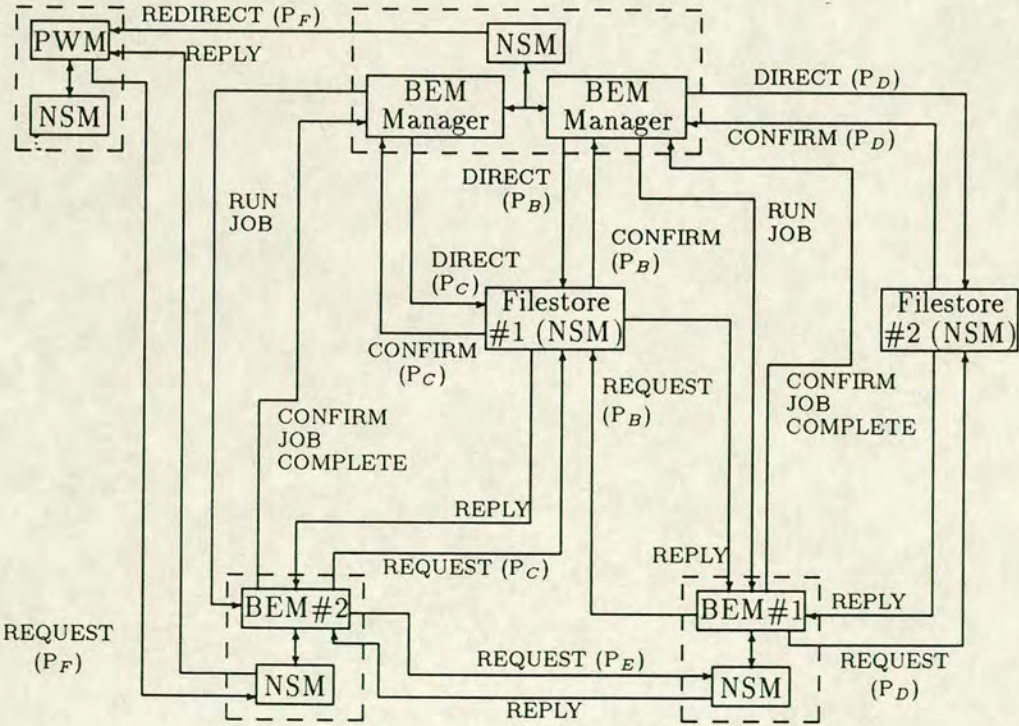 REDIRECT (P_F)
PWM
REPLY
NSM
NSM
BEM
Manager
BEM
Manager
DIRECT (P_D)
CONFIRM (P_D)
RUN
JOB
DIRECT
(P_B)
CONFIRM
(P_B)
RUN
JOB
DIRECT
(P_C)
Filestore
#1 (NSM)
Filestore
#2 (NSM)
CONFIRM
(P_C)
REQUEST
(P_B)
CONFIRM
JOB
COMPLETE
CONFIRM
JOB
COMPLETE
REPLY
REQUEST (P_C)
REPLY
BEM #2
BEM #1
REPLY
REQUEST
(P_F)
REQUEST (P_E)
REQUEST
(P_D)
NSM
NSM
REPLY